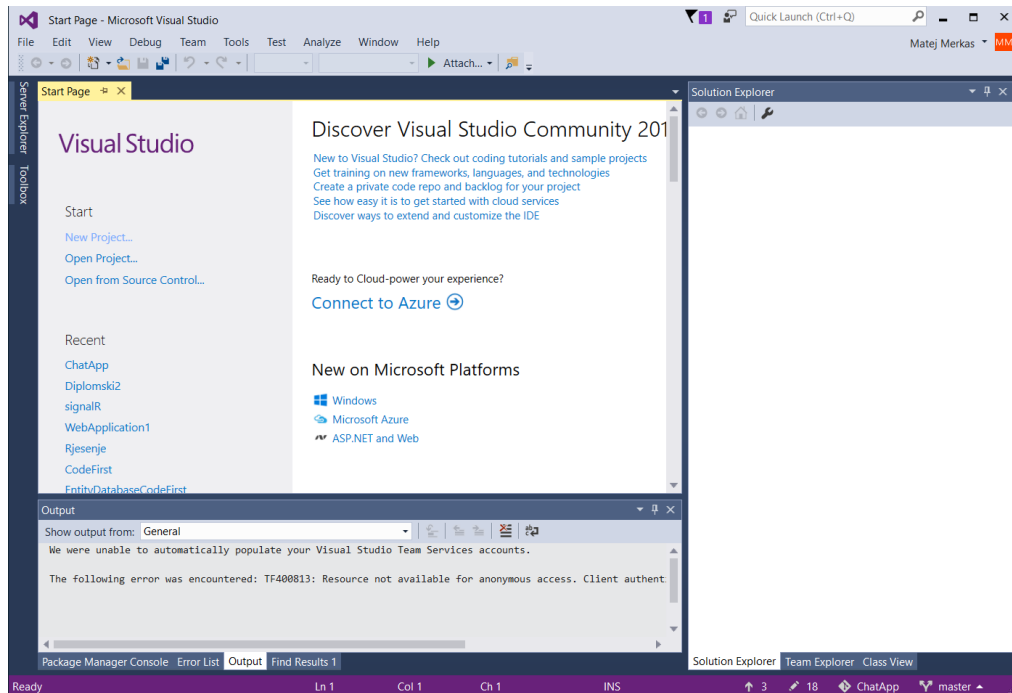 Start Page - Microsoft Visual Studio
1
Quick Launch (Ctrl+Q)
File Edit View Debug Team Tools Test Analyze Window Help
Matej Merkas
MM
Attach...
Server Explorer
Toolbox
Start Page
Solution Explorer
Visual Studio
Start
New Project...
Open Project...
Open from Source Control...
Recent
ChatApp
Diplomski2
signalR
WebApplication1
Rjesenje
CodeFirst
EntityDatabaseCodeFirst
Discover Visual Studio Community 201
New to Visual Studio? Check out coding tutorials and sample projects
Get training on new frameworks, languages, and technologies
Create a private code repo and backlog for your project
See how easy it is to get started with cloud services
Discover ways to extend and customize the IDE
Ready to Cloud-power your experience?
Connect to Azure
New on Microsoft Platforms
Windows
Microsoft Azure
ASP.NET and Web
Output
Show output from: General
We were unable to automatically populate your Visual Studio Team Services accounts.
The following error was encountered: TF400813: Resource not available for anonymous access. Client authent
Package Manager Console Error List Output Find Results 1
Solution Explorer Team Explorer Class View
Ready Ln 1 Col 1 Ch 1 INS 3 18 ChatApp master